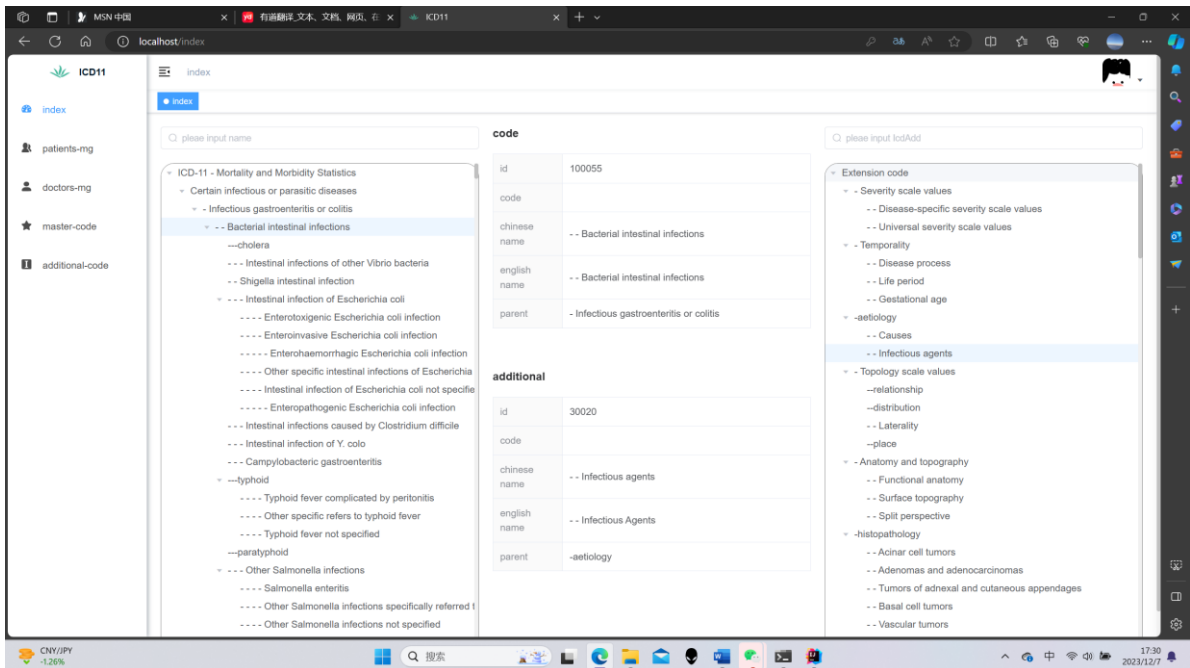 MSN 中国
有道翻译_文本、文档、网页、在
ICD11
localhost/index
ICD11
index
index
index
patients-mg
doctors-mg
master-code
additional-code
pleae input name
ICD-11 - Mortality and Morbidity Statistics
Certain infectious or parasitic diseases
- Infectious gastroenteritis or colitis
- - Bacterial intestinal infections
---cholera
- - - Intestinal infections of other Vibrio bacteria
- - Shigella intestinal infection
- - - Intestinal infection of Escherichia coli
- - - - Enterotoxigenic Escherichia coli infection
- - - - Enteroinvasive Escherichia coli infection
- - - - - Enterohaemorrhagic Escherichia coli infection
- - - - Other specific intestinal infections of Escherichia
- - - - Intestinal infection of Escherichia coli not specifie
- - - - - Enteropathogenic Escherichia coli infection
- - - Intestinal infections caused by Clostridium difficile
- - - Intestinal infection of Y. colo
- - - Campylobacteric gastroenteritis
---typhoid
- - - - Typhoid fever complicated by peritonitis
- - - - Other specific refers to typhoid fever
- - - - Typhoid fever not specified
---paratyphoid
- - - Other Salmonella infections
- - - - Salmonella enteritis
- - - - Other Salmonella infections specifically referred t
- - - - Other Salmonella infections not specified
code
id 100055
code
chinese name - - Bacterial intestinal infections
english name - - Bacterial intestinal infections
parent - Infectious gastroenteritis or colitis
additional
id 30020
code
chinese name - - Infectious agents
english name - - Infectious Agents
parent -aetiology
pleae input IcdAdd
Extension code
- Severity scale values
- - Disease-specific severity scale values
- - Universal severity scale values
- Temporality
- - Disease process
- - Life period
- - Gestational age
-aetiology
- - Causes
- - Infectious agents
- Topology scale values
--relationship
--distribution
- - Laterality
--place
- Anatomy and topography
- - Functional anatomy
- - Surface topography
- - Split perspective
-histopathology
- - Acinar cell tumors
- - Adenomas and adenocarcinomas
- - Tumors of adnexal and cutaneous appendages
- - Basal cell tumors
- - Vascular tumors
CNY/JPY
-1.26%
搜索
中
17:30
2023/12/7